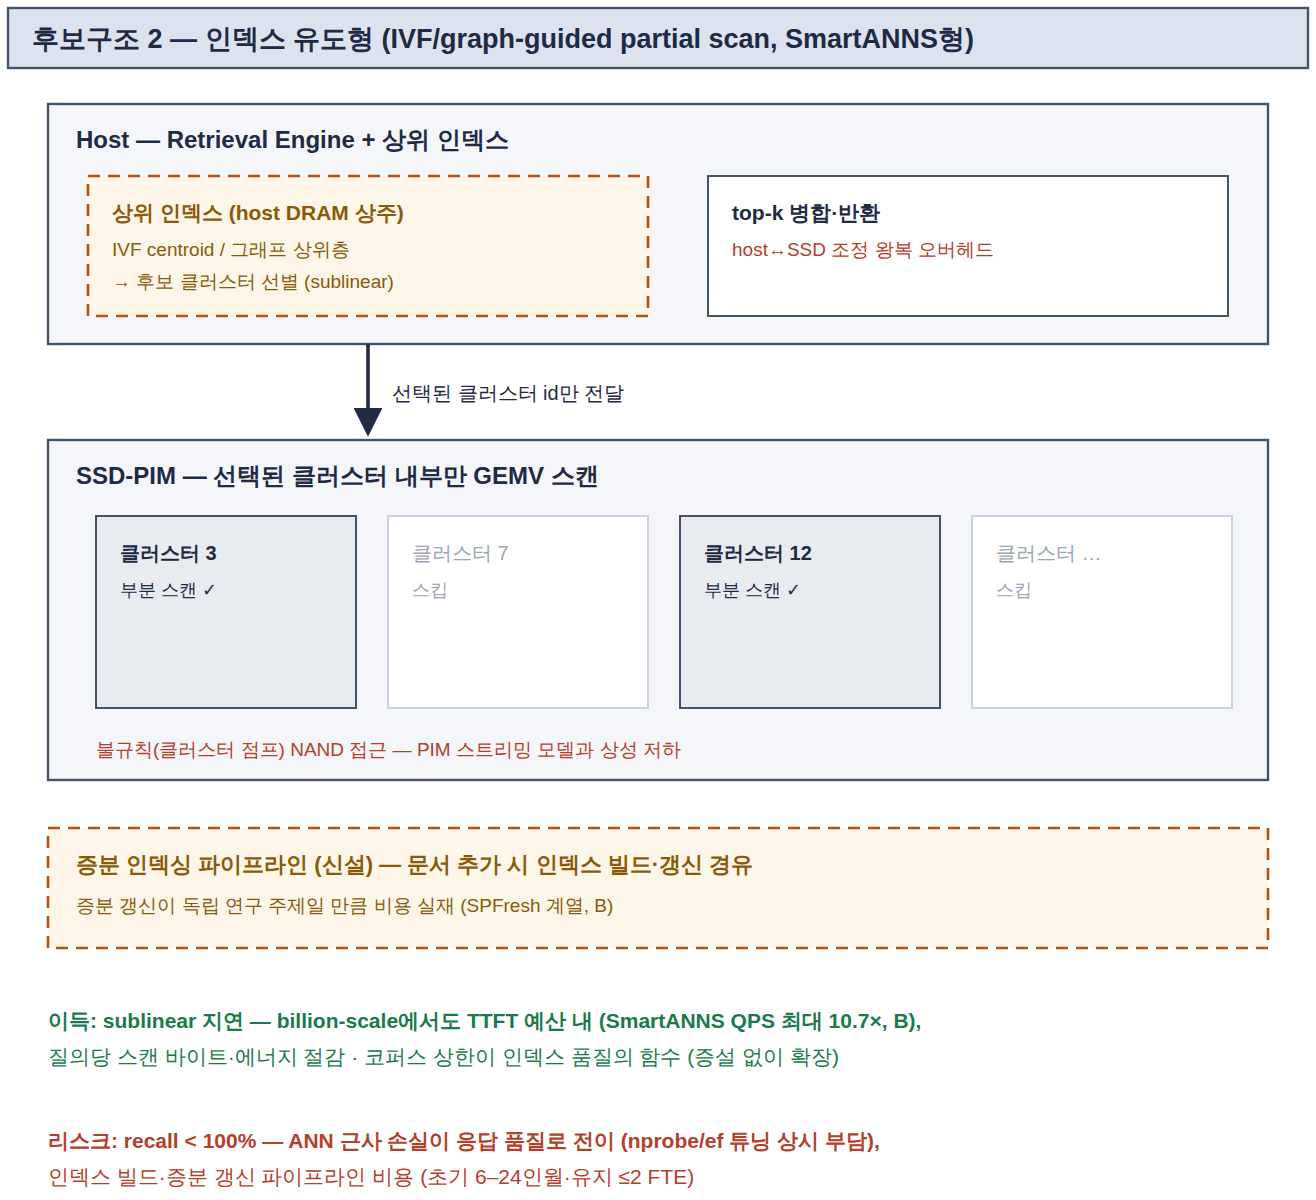 후보구조 2 — 인덱스 유도형 (IVF/graph-guided partial scan, SmartANNS형)
Host — Retrieval Engine + 상위 인덱스
상위 인덱스 (host DRAM 상주)
IVF centroid / 그래프 상위층
→ 후보 클러스터 선별 (sublinear)
top-k 병합·반환
host↔SSD 조정 왕복 오버헤드
선택된 클러스터 id만 전달
SSD-PIM — 선택된 클러스터 내부만 GEMV 스캔
클러스터 3
부분 스캔 ✓
클러스터 7
스킵
클러스터 12
부분 스캔 ✓
클러스터 …
스킵
불규칙(클러스터 점프) NAND 접근 — PIM 스트리밍 모델과 상성 저하
증분 인덱싱 파이프라인 (신설) — 문서 추가 시 인덱스 빌드·갱신 경유
증분 갱신이 독립 연구 주제일 만큼 비용 실재 (SPFresh 계열, B)
이득: sublinear 지연 — billion-scale에서도 TTFT 예산 내 (SmartANNS QPS 최대 10.7×, B),
질의당 스캔 바이트·에너지 절감 · 코퍼스 상한이 인덱스 품질의 함수 (증설 없이 확장)
리스크: recall < 100% — ANN 근사 손실이 응답 품질로 전이 (nprobe/ef 튜닝 상시 부담),
인덱스 빌드·증분 갱신 파이프라인 비용 (초기 6–24인월·유지 ≤2 FTE)